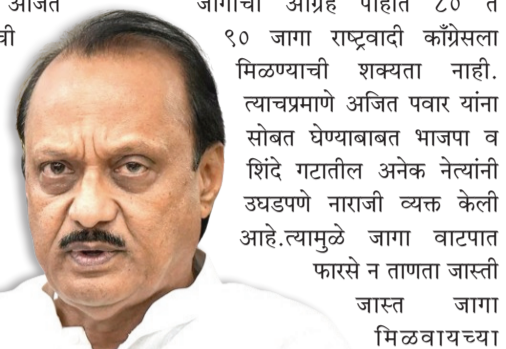 अजित
ची
जागांचा आग्रह पाहाता ८० ते
९० जागा राष्ट्रवादी काँग्रेसला
मिळण्याची शक्यता नाही.
त्याचप्रमाणे अजित पवार यांना
सोबत घेण्याबाबत भाजपा व
शिंदे गटातील अनेक नेत्यांनी
उघडपणे नाराजी व्यक्त केली
आहे.त्यामुळे जागा वाटपात
फारसे न ताणता जास्ती
जास्त जागा
मिळवायच्या